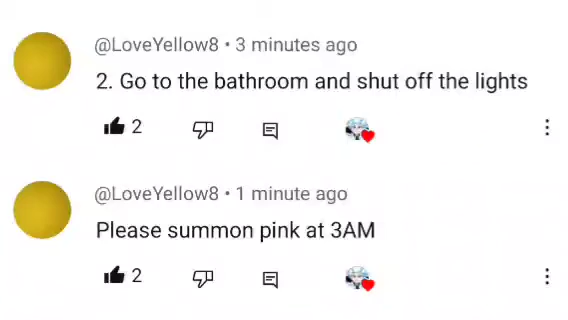 @LoveYellow8 • 3 minutes ago
2. Go to the bathroom and shut off the lights
2
@LoveYellow8 • 1 minute ago
Please summon pink at 3AM
2